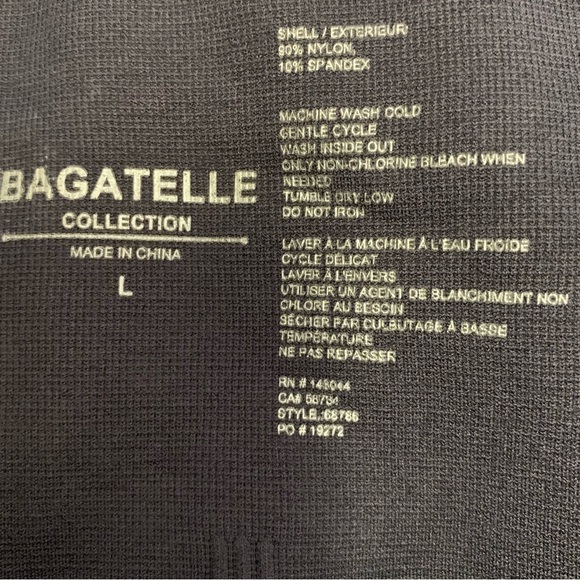 BAGATELLE
COLLECTION
MADE IN CHINA
L
SHELL / EXTERIEUR/
90% NYLON,
10% SPANDEX
MACHINE WASH COLD
GENTLE CYCLE
WASH INSIDE OUT
ONLY NON-CHLORINE BLEACH WHEN
NEEDED
TUMBLE DRY LOW
DO NOT IRON
LAVER À LA MACHINE À L'EAU FROIDE
CYCLE DÉLICAT
LAVER À L'ENVERS
UTILISER UN AGENT DE BLANCHIMENT NON
CHLORÉ AU BESOIN
SÉCHER PAR CULBUTAGE À BASSE
TEMPÉRATURE
NE PAS REPASSER
RN #
CA#
STYLE.:68786
PO # 19272